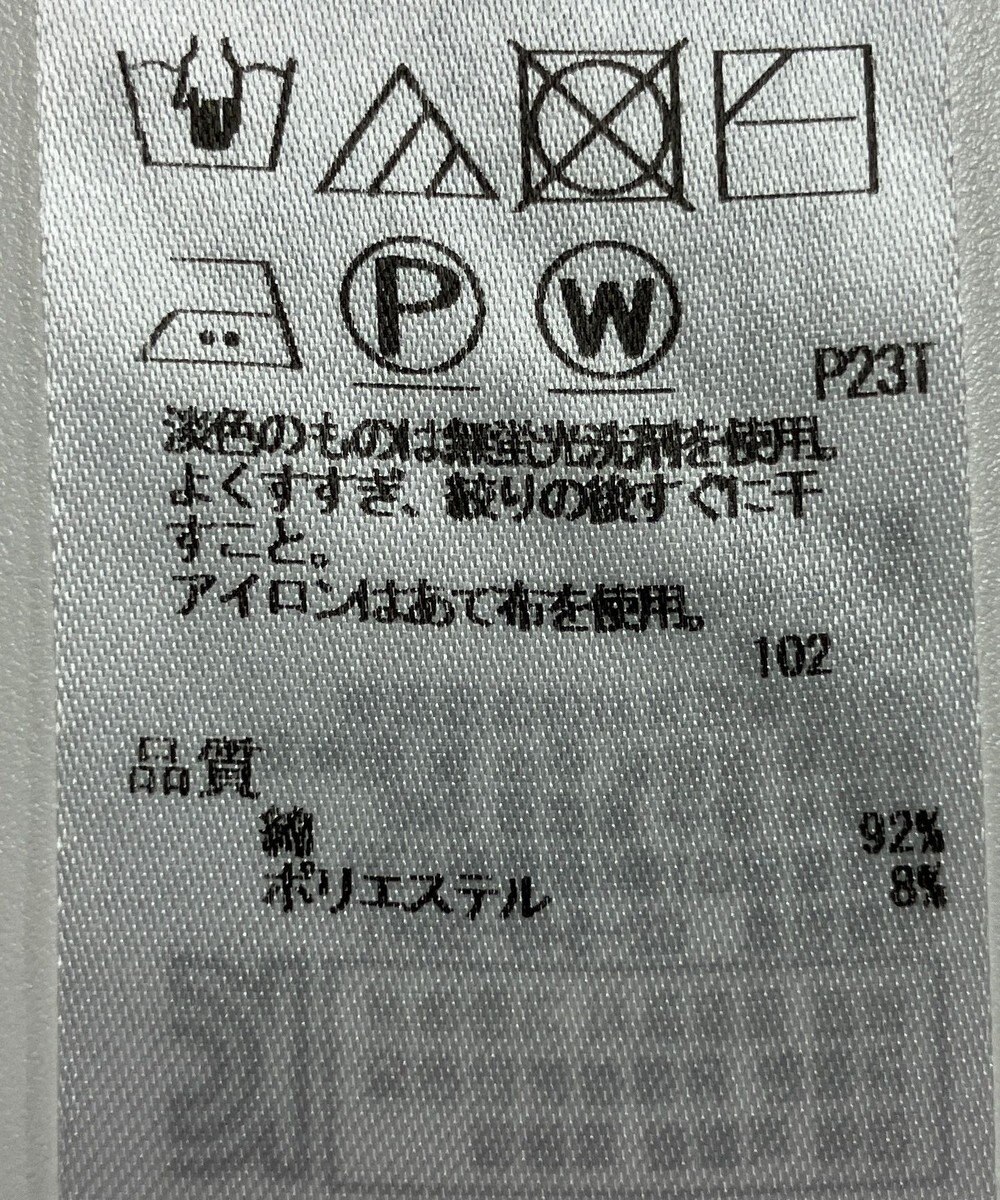 P
W
P23T
淡色のものは無蛍光洗剤を使用。
よくすすぎ、絞りの後すぐに干
すこと。
アイロンはあて布を使用。
102
品質
綿 92%
ポリエステル 8%